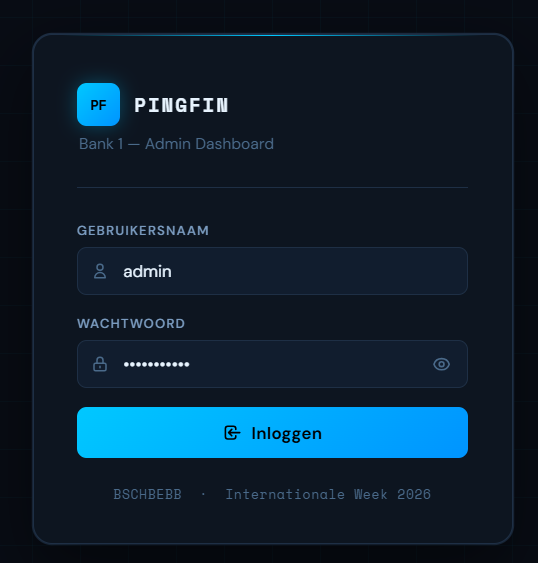 PF PINGFIN
Bank 1 — Admin Dashboard
GEBRUIKERSNAAM
admin
WACHTWOORD
•••••••••••
Inloggen
BSCHBEBB · Internationale Week 2026